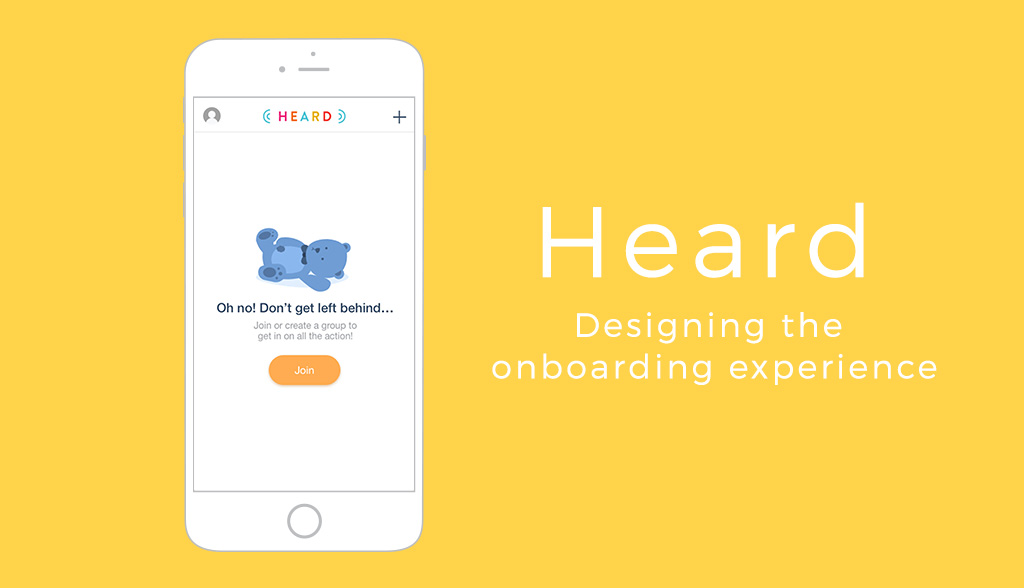 HEARD
Oh no! Don't get left behind...
Join or create a group to
get in on all the action!
Join
Heard
Designing the
onboarding experience